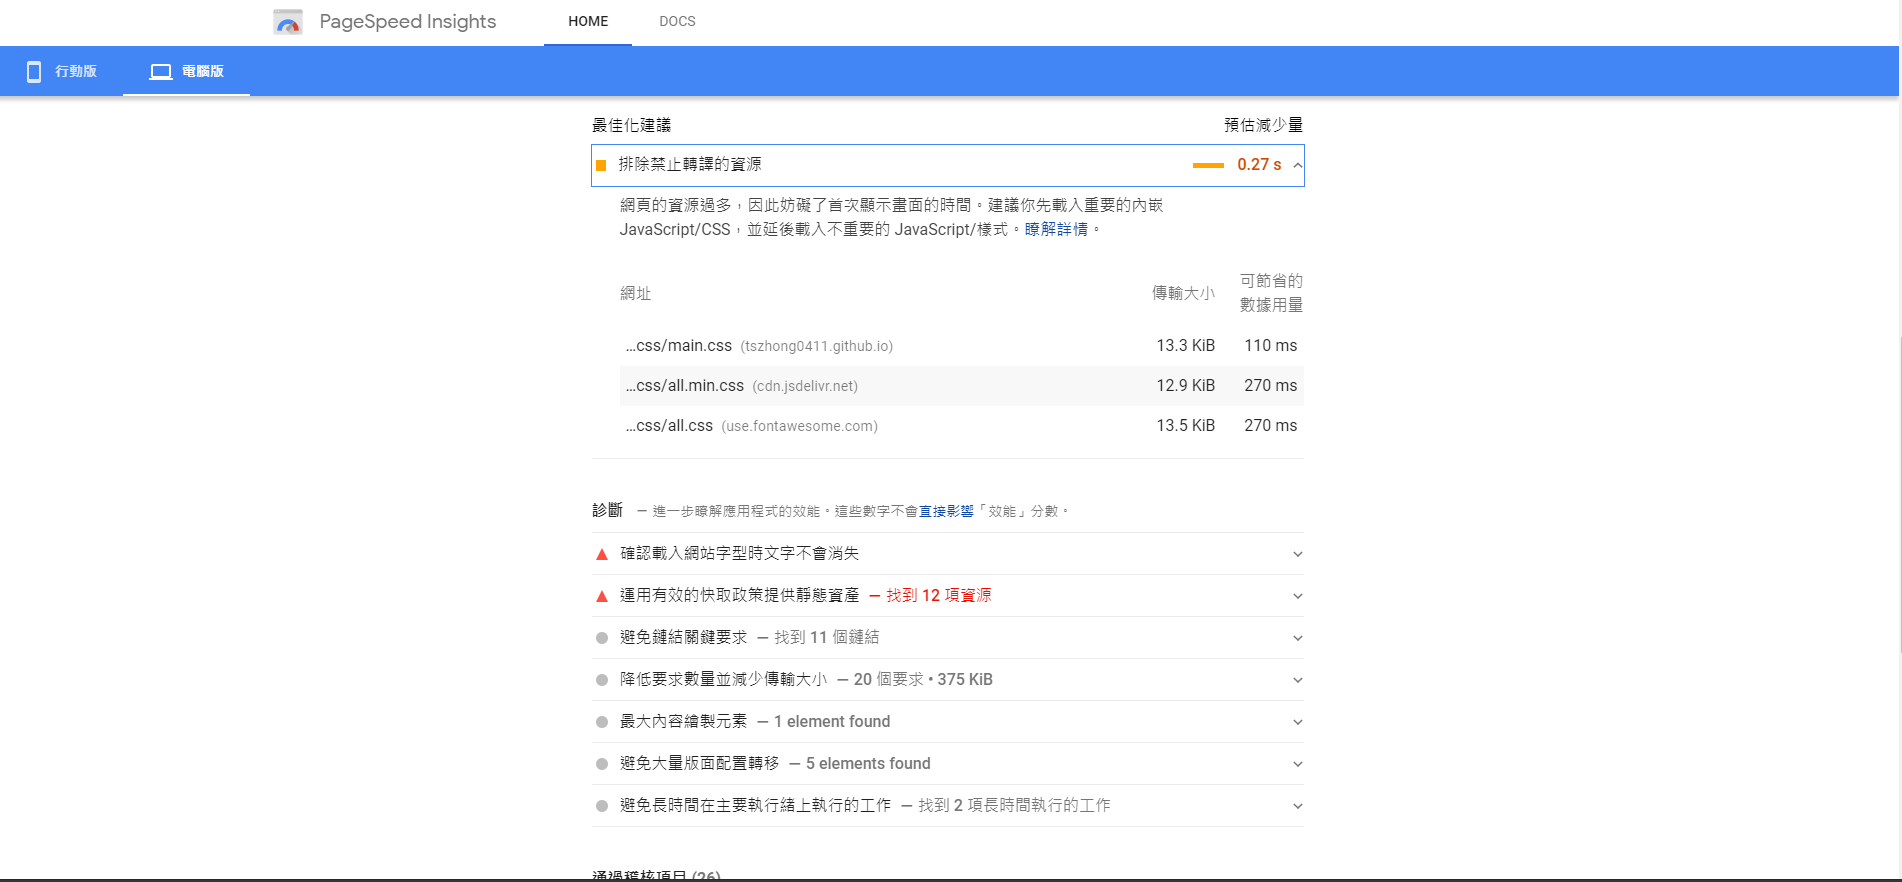 PageSpeed Insights
HOME
DOCS
行動版
電腦版
最佳化建議
預估減少量
排除禁止轉譯的資源
0.27 s
網頁的資源過多，因此妨礙了首次顯示畫面的時間。建議你先載入重要的內嵌
JavaScript/CSS，並延後載入不重要的 JavaScript/樣式。瞭解詳情。
網址
傳輸大小
可節省的
數據用量
…css/main.css (tszhong0411.github.io)
13.3 KiB
110 ms
…css/all.min.css (cdn.jsdelivr.net)
12.9 KiB
270 ms
…css/all.css (use.fontawesome.com)
13.5 KiB
270 ms
診斷 — 進一步瞭解應用程式的效能。這些數字不會直接影響「效能」分數。
確認載入網站字型時文字不會消失
運用有效的快取政策提供靜態資產 — 找到 12 項資源
避免鏈結關鍵要求 — 找到 11 個鏈結
降低要求數量並減少傳輸大小 — 20 個要求 • 375 KiB
最大內容繪製元素 — 1 element found
避免大量版面配置轉移 — 5 elements found
避免長時間在主要執行緒上執行的工作 — 找到 2 項長時間執行的工作
通過稽核項目 (26)